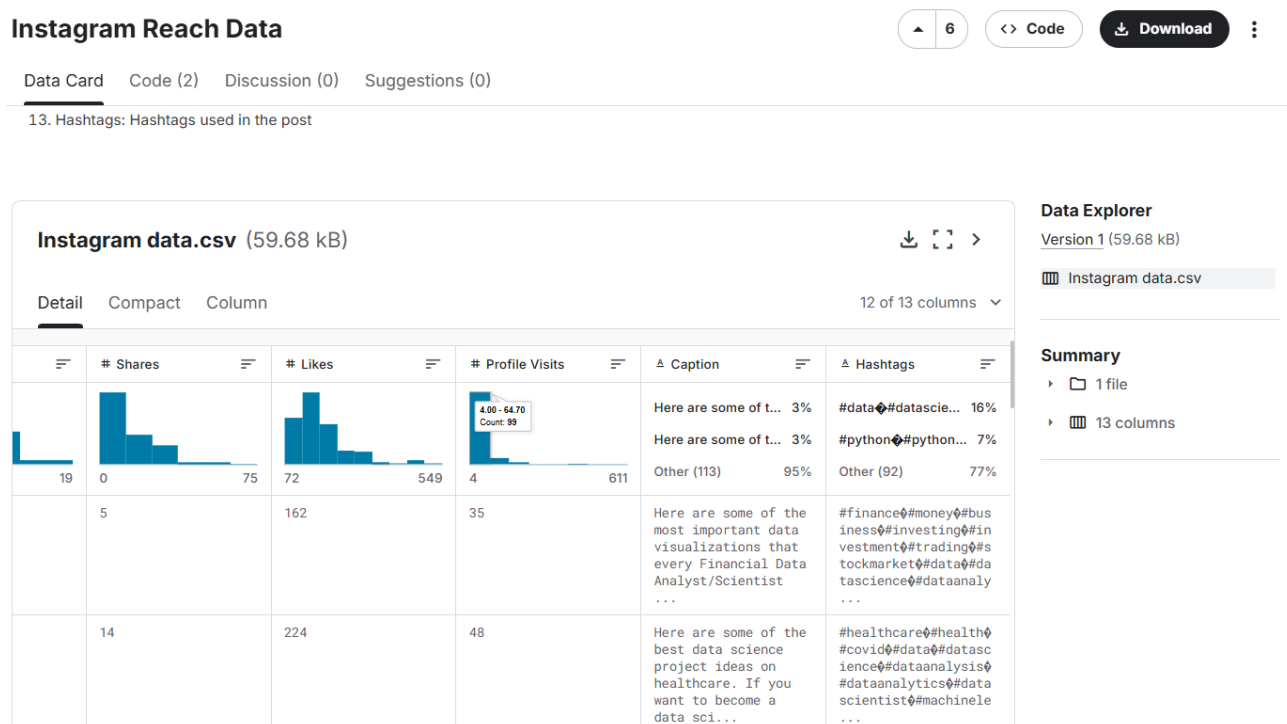 Instagram Reach Data
6
<> Code
Download
Data Card Code (2) Discussion (0) Suggestions (0)
13. Hashtags: Hashtags used in the post
Instagram data.csv (59.68 kB)
Detail Compact Column
12 of 13 columns
# Shares
# Likes
# Profile Visits
A Caption
A Hashtags
19
0 75
72 549
4.00 - 64.70
Count: 99
4 611
Here are some of t... 3%
Here are some of t... 3%
Other (113) 95%
#data�#datascie... 16%
#python�#python... 7%
Other (92) 77%
5
162
35
Here are some of the
most important data
visualizations that
every Financial Data
Analyst/Scientist
...
#finance�#money�#bus
iness�#investing�#in
vestment�#trading�#s
tockmarket�#data�#da
tascience�#dataanaly
...
14
224
48
Here are some of the
best data science
project ideas on
healthcare. If you
want to become a
data sci...
#healthcare�#health�
#covid�#data�#datasc
ience�#dataanalysis�
#dataanalytics�#data
scientist�#machinele
...
Data Explorer
Version 1 (59.68 kB)
Instagram data.csv
Summary
1 file
13 columns